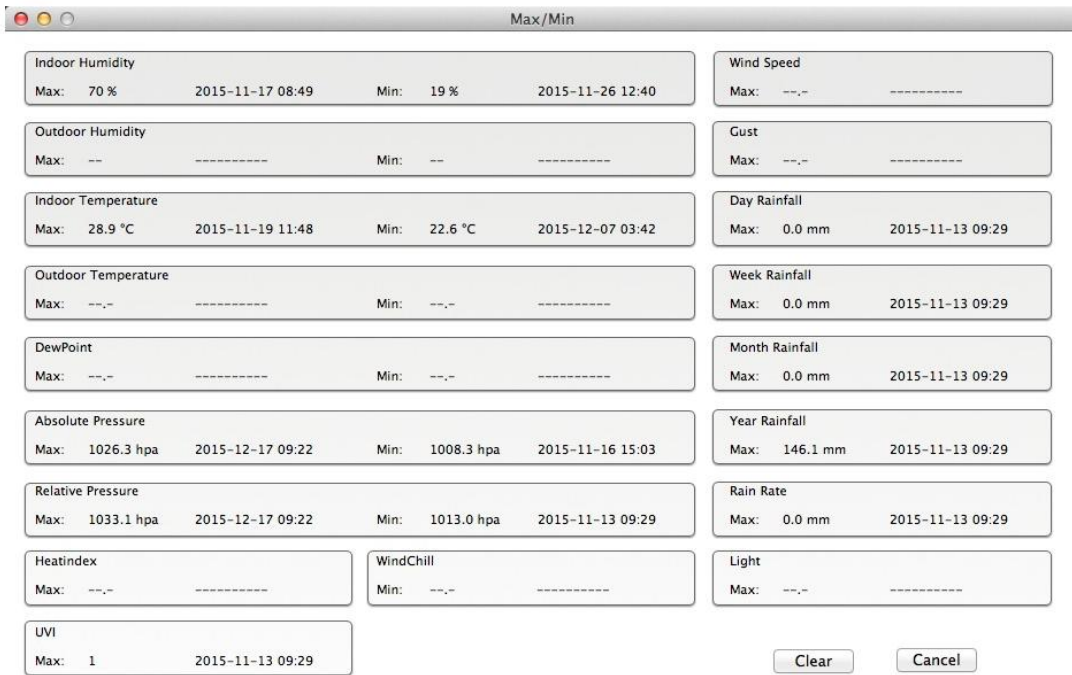 Max/Min
Indoor Humidity
Max: 70 % 2015-11-17 08:49 Min: 19 % 2015-11-26 12:40
Wind Speed
Max: --.- ----------
Outdoor Humidity
Max: -- ---------- Min: -- ----------
Gust
Max: --.- ----------
Indoor Temperature
Max: 28.9 °C 2015-11-19 11:48 Min: 22.6 °C 2015-12-07 03:42
Day Rainfall
Max: 0.0 mm 2015-11-13 09:29
Outdoor Temperature
Max: --.- ---------- Min: --.- ----------
Week Rainfall
Max: 0.0 mm 2015-11-13 09:29
DewPoint
Max: --.- ---------- Min: --.- ----------
Month Rainfall
Max: 0.0 mm 2015-11-13 09:29
Absolute Pressure
Max: 1026.3 hpa 2015-12-17 09:22 Min: 1008.3 hpa 2015-11-16 15:03
Year Rainfall
Max: 146.1 mm 2015-11-13 09:29
Relative Pressure
Max: 1033.1 hpa 2015-12-17 09:22 Min: 1013.0 hpa 2015-11-13 09:29
Rain Rate
Max: 0.0 mm 2015-11-13 09:29
Heatindex
Max: --.- ----------
WindChill
Min: --.- ----------
Light
Max: --.- ----------
UVI
Max: 1 2015-11-13 09:29
Clear
Cancel